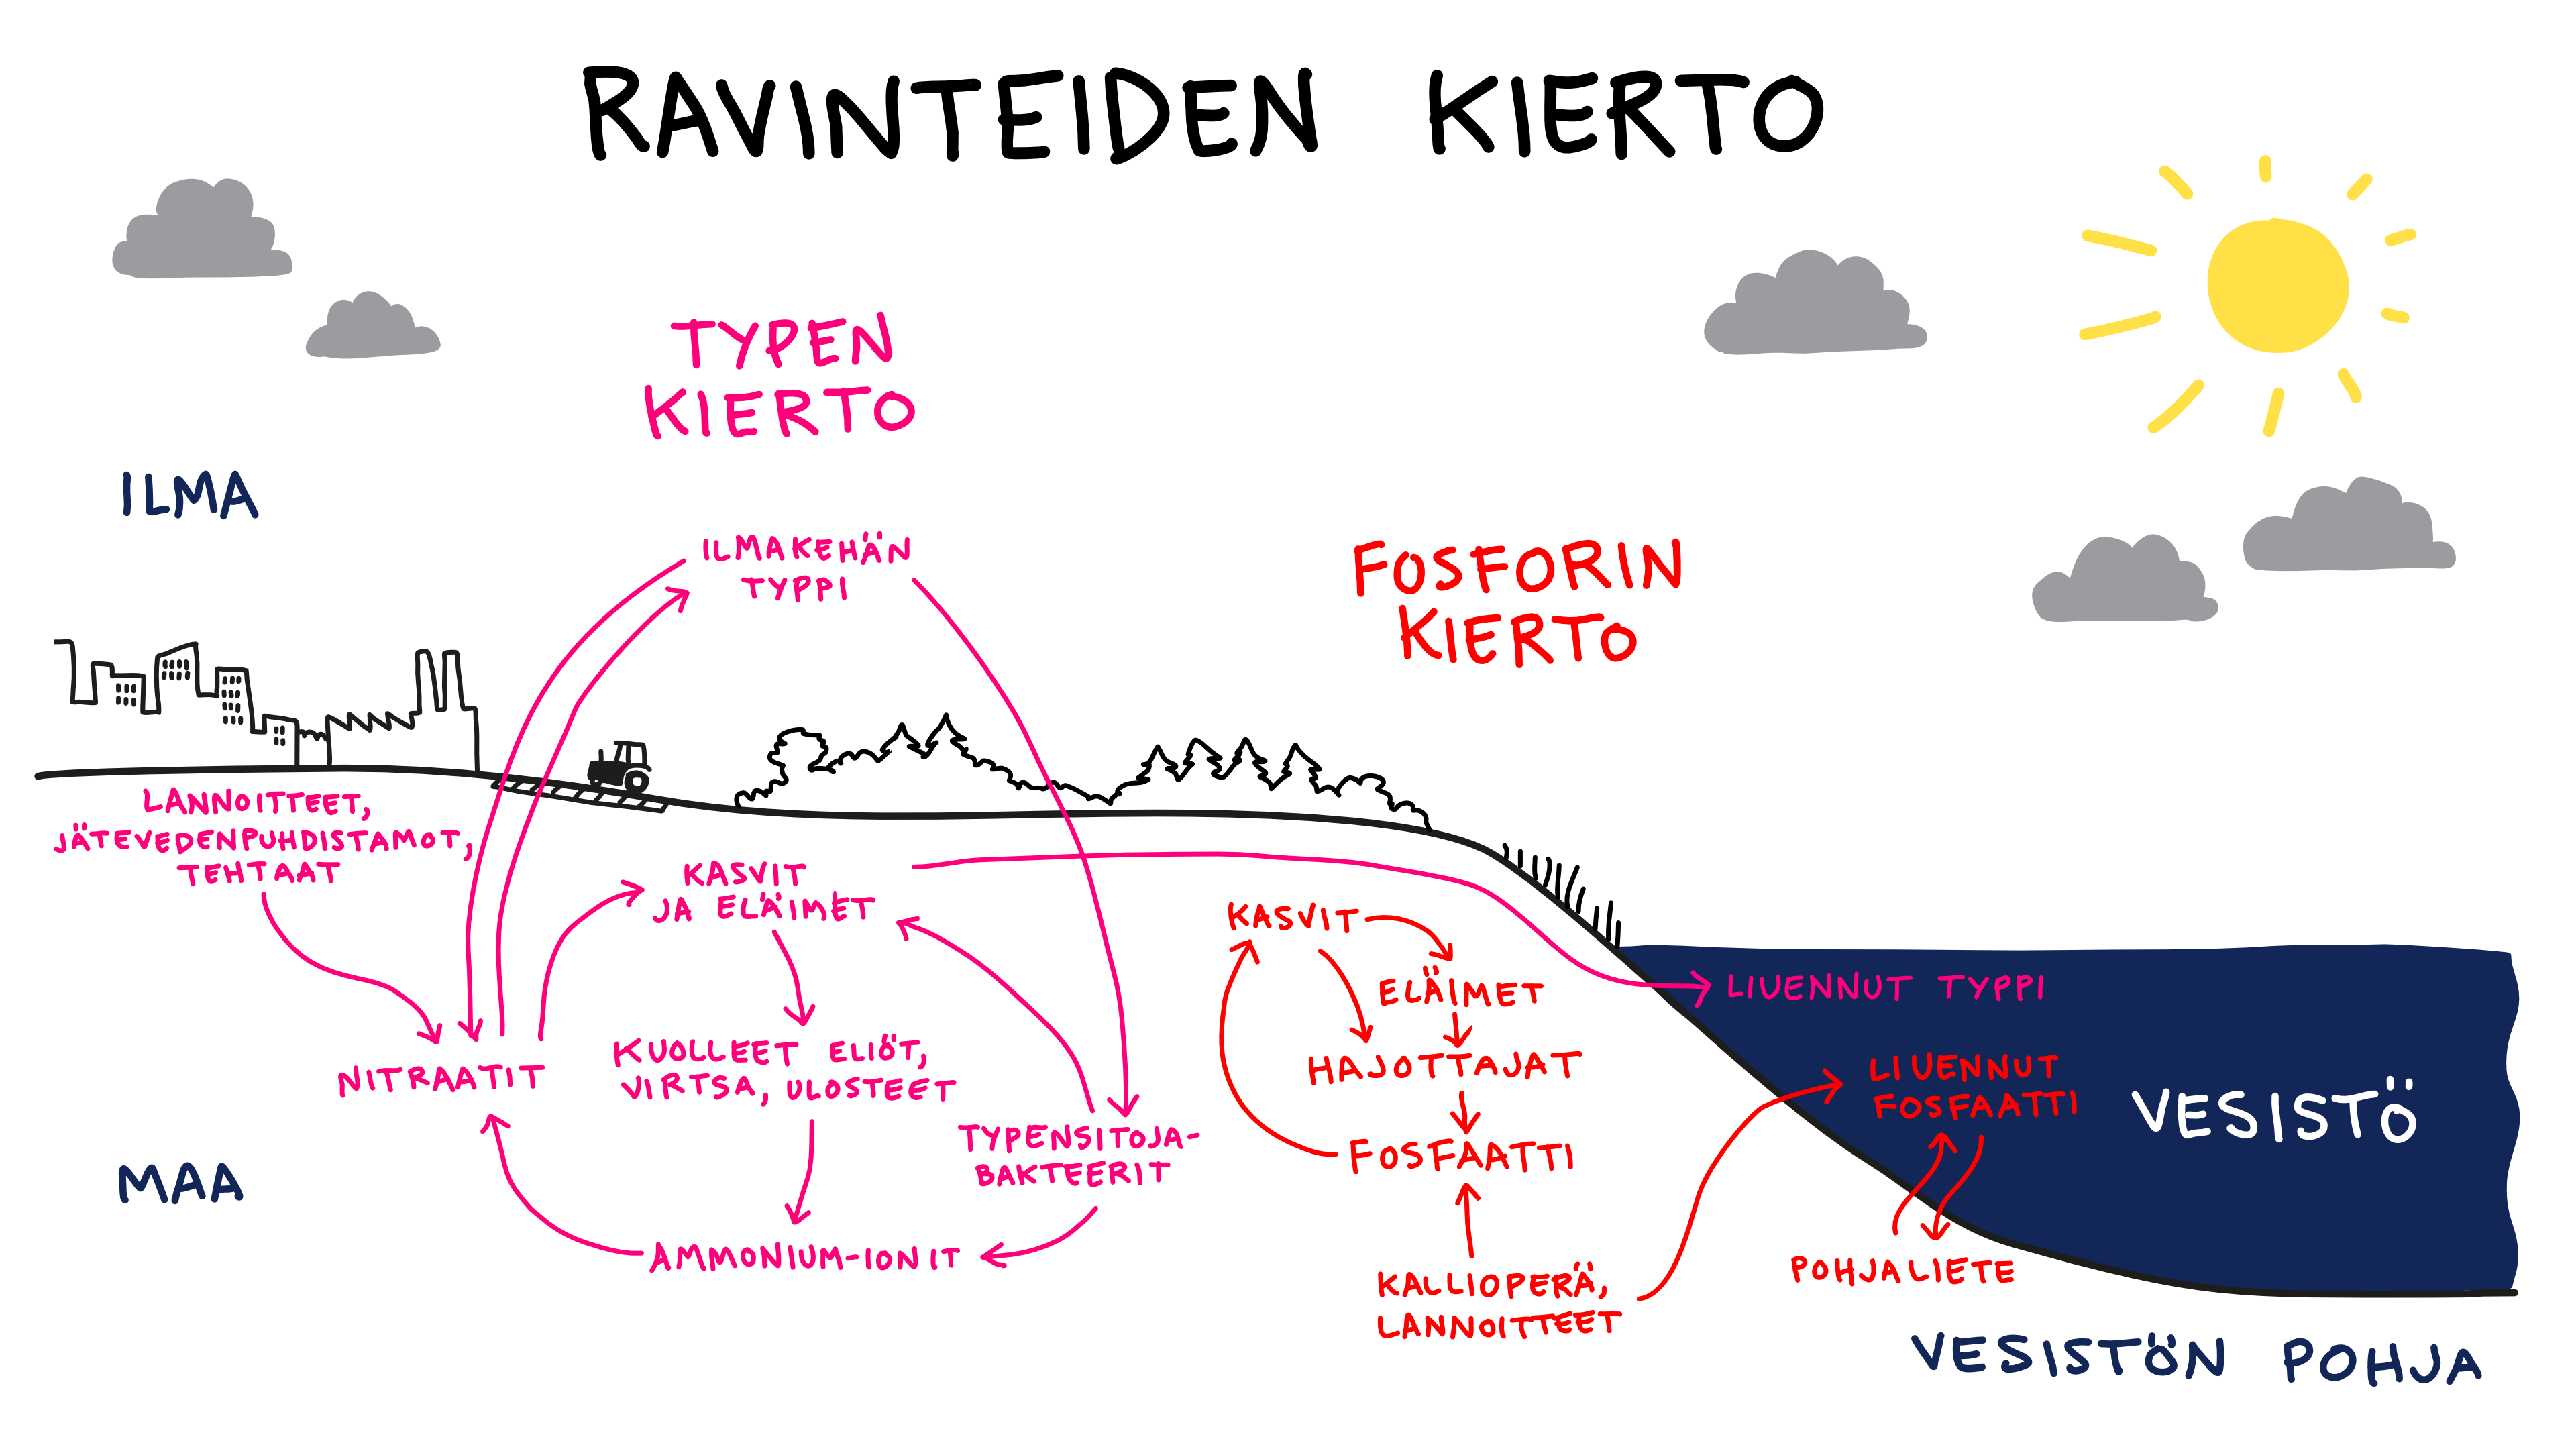 RAVINTEIDEN KIERTO
TYPEN
KIERTO
ILMA
ILMAKEHÄN
TYPPI
FOSFORIN
KIERTO
LANNOITTEET,
JÄTEVEDENPUHDISTAMOT,
TEHTAAT
KASVIT
JA ELÄIMET
NITRAATIT
KUOLLEET ELIÖT,
VIRTSA, ULOSTEET
TYPENSITOJA-
BAKTEERIT
AMMONIUM-IONIT
MAA
KASVIT
ELÄIMET
HAJOTTAJAT
FOSFAATTI
KALLIOPERÄ,
LANNOITTEET
LIUENNUT TYPPI
LIUENNUT
FOSFAATTI
VESISTÖ
POHJALIETE
VESISTÖN POHJA